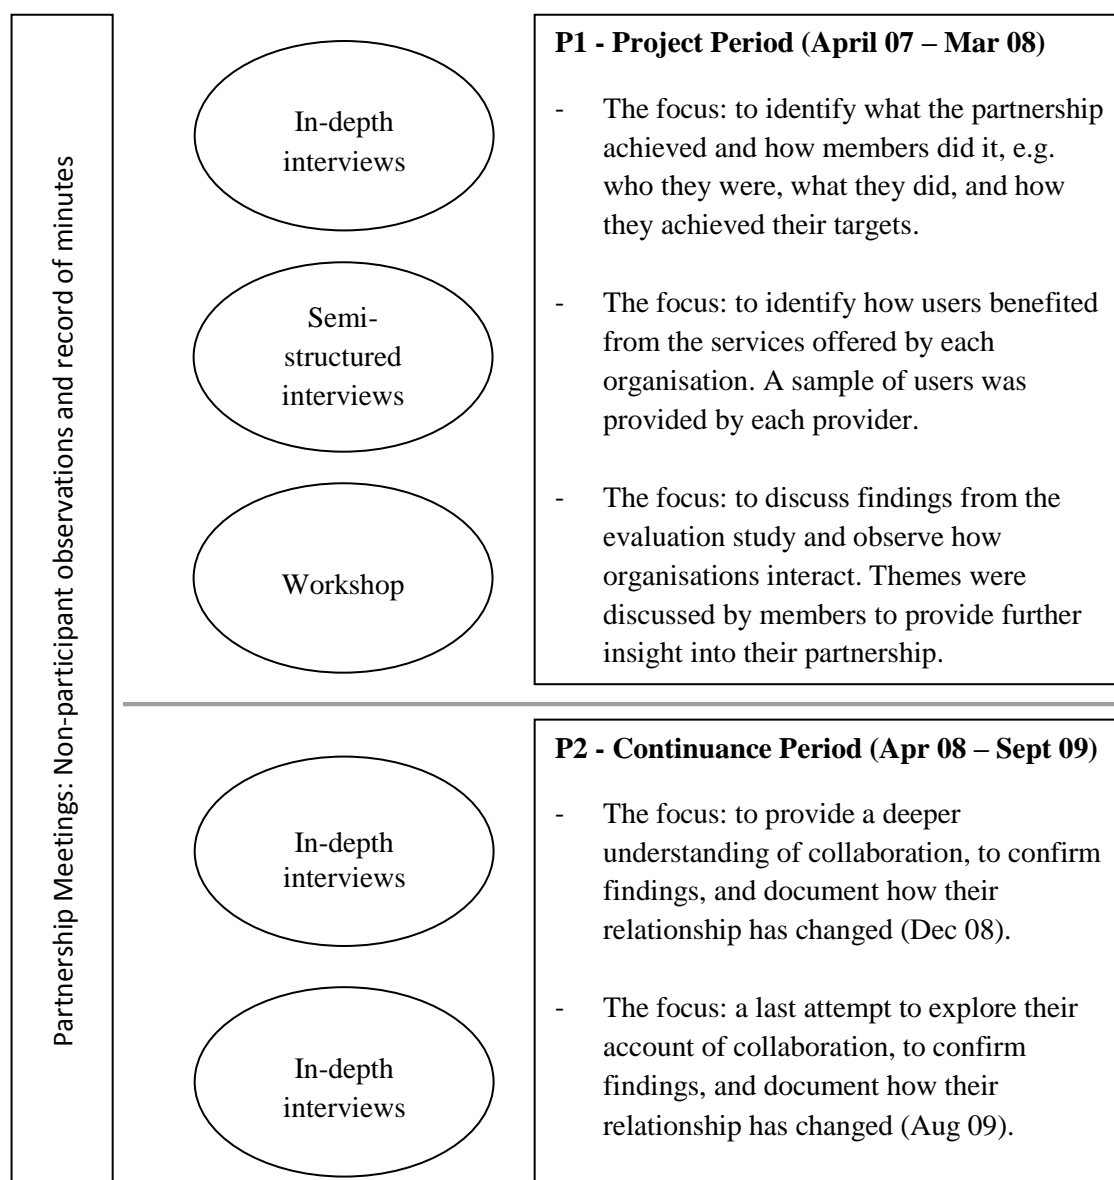 Partnership Meetings: Non-participant observations and record of minutes
In-depth
interviews
P1 - Project Period (April 07 – Mar 08)
- The focus: to identify what the partnership
achieved and how members did it, e.g.
who they were, what they did, and how
they achieved their targets.
Semi-
structured
interviews
- The focus: to identify how users benefited
from the services offered by each
organisation. A sample of users was
provided by each provider.
Workshop
- The focus: to discuss findings from the
evaluation study and observe how
organisations interact. Themes were
discussed by members to provide further
insight into their partnership.
P2 - Continuance Period (Apr 08 – Sept 09)
In-depth
interviews
- The focus: to provide a deeper
understanding of collaboration, to confirm
findings, and document how their
relationship has changed (Dec 08).
In-depth
interviews
- The focus: a last attempt to explore their
account of collaboration, to confirm
findings, and document how their
relationship has changed (Aug 09).